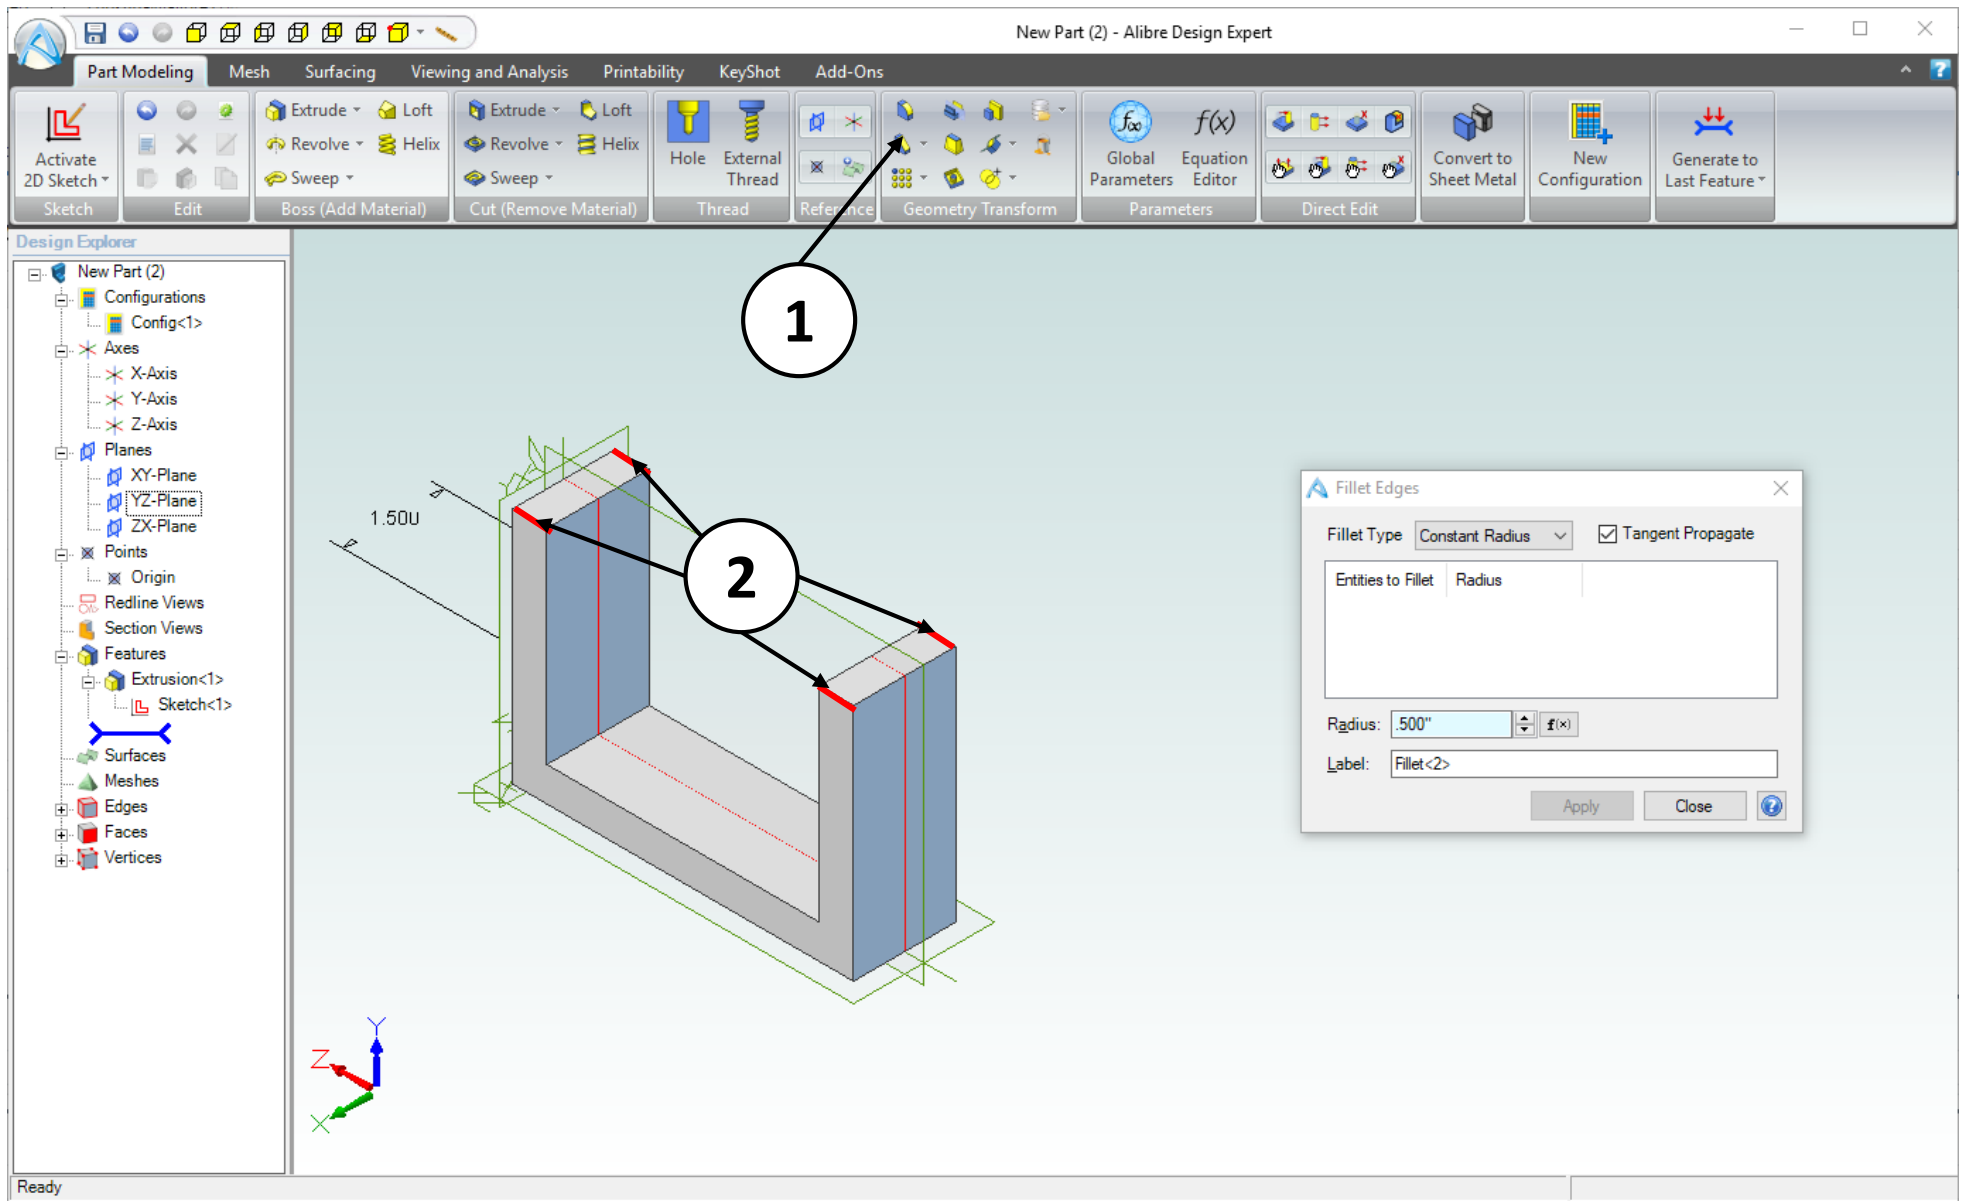 New Part (2) - Alibre Design Expert
Part Modeling Mesh Surfacing Viewing and Analysis Printability KeyShot Add-Ons
Activate
2D Sketch
Sketch
Edit
Extrude Loft
Revolve Helix
Sweep
Boss (Add Material)
Extrude Loft
Revolve Helix
Sweep
Cut (Remove Material)
Hole
External
Thread
Thread
Reference
Geometry Transform
f∞
Global
Parameters
f(x)
Equation
Editor
Parameters
Direct Edit
Convert to
Sheet Metal
New
Configuration
Generate to
Last Feature
Design Explorer
New Part (2)
Configurations
Config<1>
Axes
X-Axis
Y-Axis
Z-Axis
Planes
XY-Plane
YZ-Plane
ZX-Plane
Points
Origin
Redline Views
Section Views
Features
Extrusion<1>
Sketch<1>
Surfaces
Meshes
Edges
Faces
Vertices
1
2
1.50U
Y
Z
X
Fillet Edges
Fillet Type Constant Radius Tangent Propagate
Entities to Fillet Radius
Radius: .500" f(x)
Label: Fillet<2>
Apply Close ?
Ready